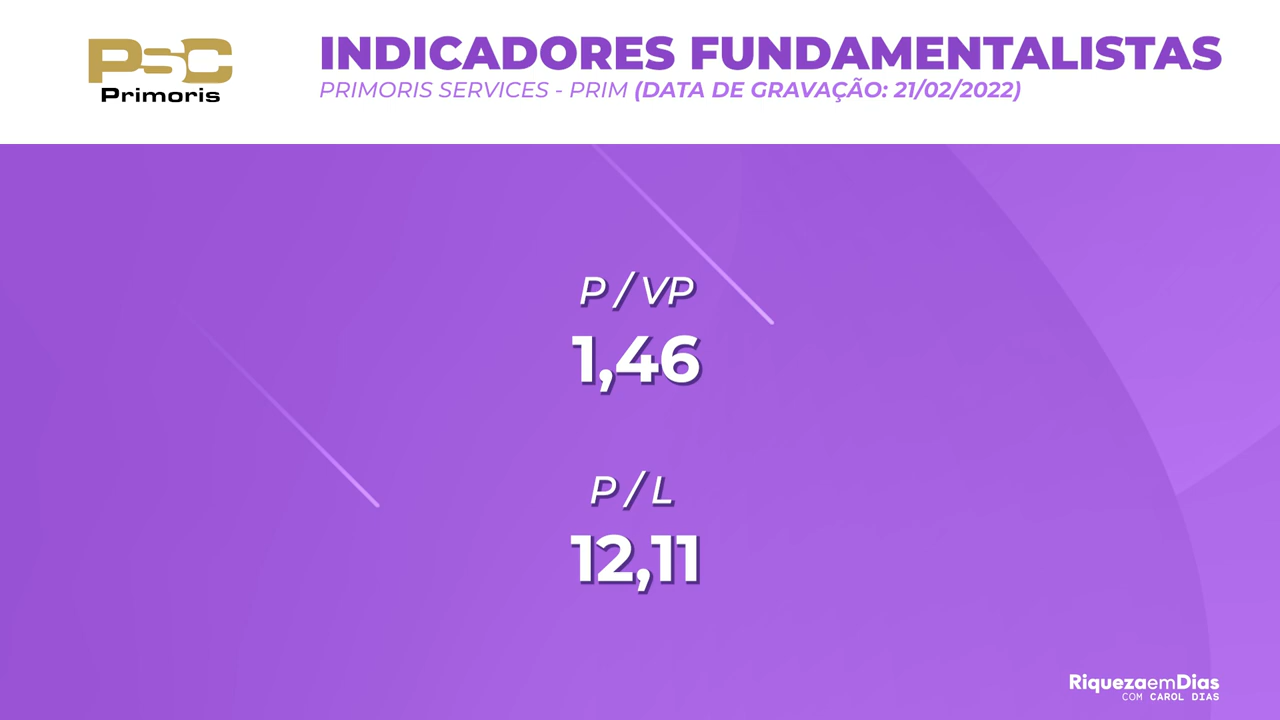 PSC
Primoris
INDICADORES FUNDAMENTALISTAS
PRIMORIS SERVICES - PRIM (DATA DE GRAVAÇÃO: 21/02/2022)
P / VP
1,46
P / L
12,11
RiquezaemDias
COM CAROL DIAS